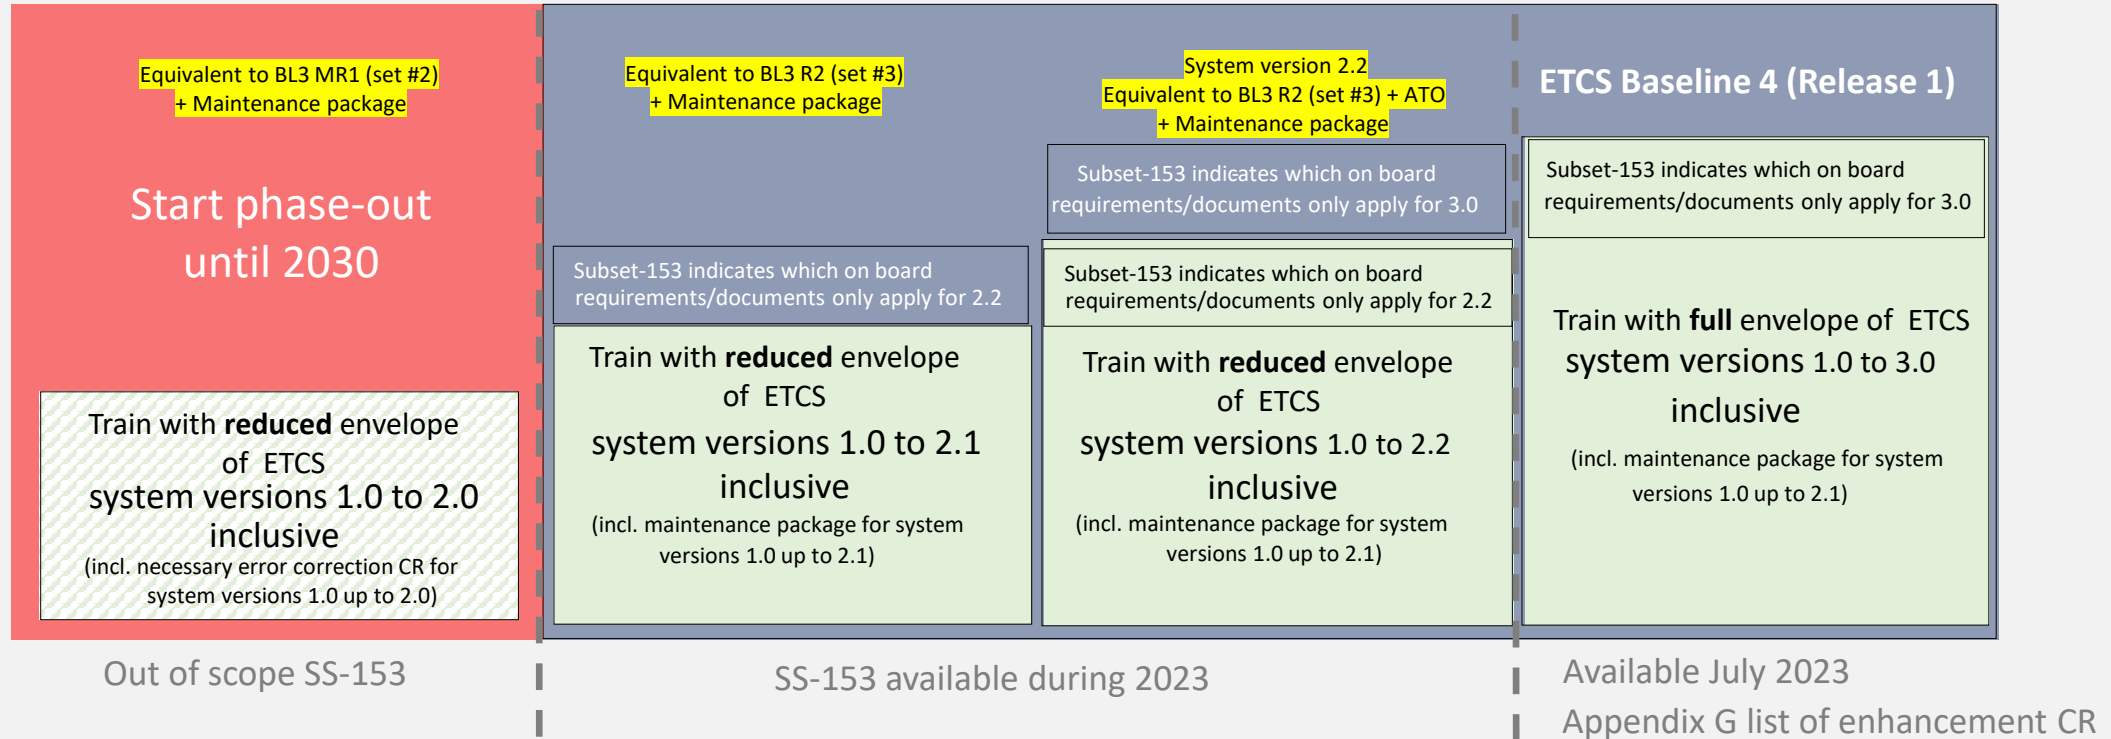 Equivalent to BL3 MR1 (set #2)
+ Maintenance package
Start phase-out
until 2030
Train with reduced envelope
of ETCS
system versions 1.0 to 2.0
inclusive
(incl. necessary error correction CR for
system versions 1.0 up to 2.0)
Out of scope SS-153
Equivalent to BL3 R2 (set #3)
+ Maintenance package
Subset-153 indicates which on board
requirements/documents only apply for 2.2
Train with reduced envelope
of ETCS
system versions 1.0 to 2.1
inclusive
(incl. maintenance package for system
versions 1.0 up to 2.1)
System version 2.2
Equivalent to BL3 R2 (set #3) + ATO
+ Maintenance package
Subset-153 indicates which on board
requirements/documents only apply for 3.0
Subset-153 indicates which on board
requirements/documents only apply for 2.2
Train with reduced envelope
of ETCS
system versions 1.0 to 2.2
inclusive
(incl. maintenance package for system
versions 1.0 up to 2.1)
SS-153 available during 2023
ETCS Baseline 4 (Release 1)
Subset-153 indicates which on board
requirements/documents only apply for 3.0
Train with full envelope of ETCS
system versions 1.0 to 3.0
inclusive
(incl. maintenance package for system
versions 1.0 up to 2.1)
Available July 2023
Appendix G list of enhancement CR